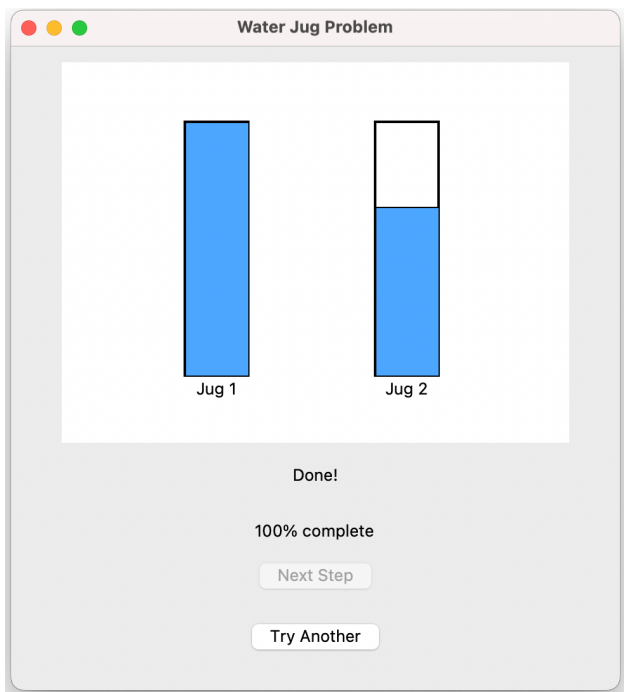 Water Jug Problem
Jug 1 Jug 2
Done!
100% complete
Next Step
Try Another